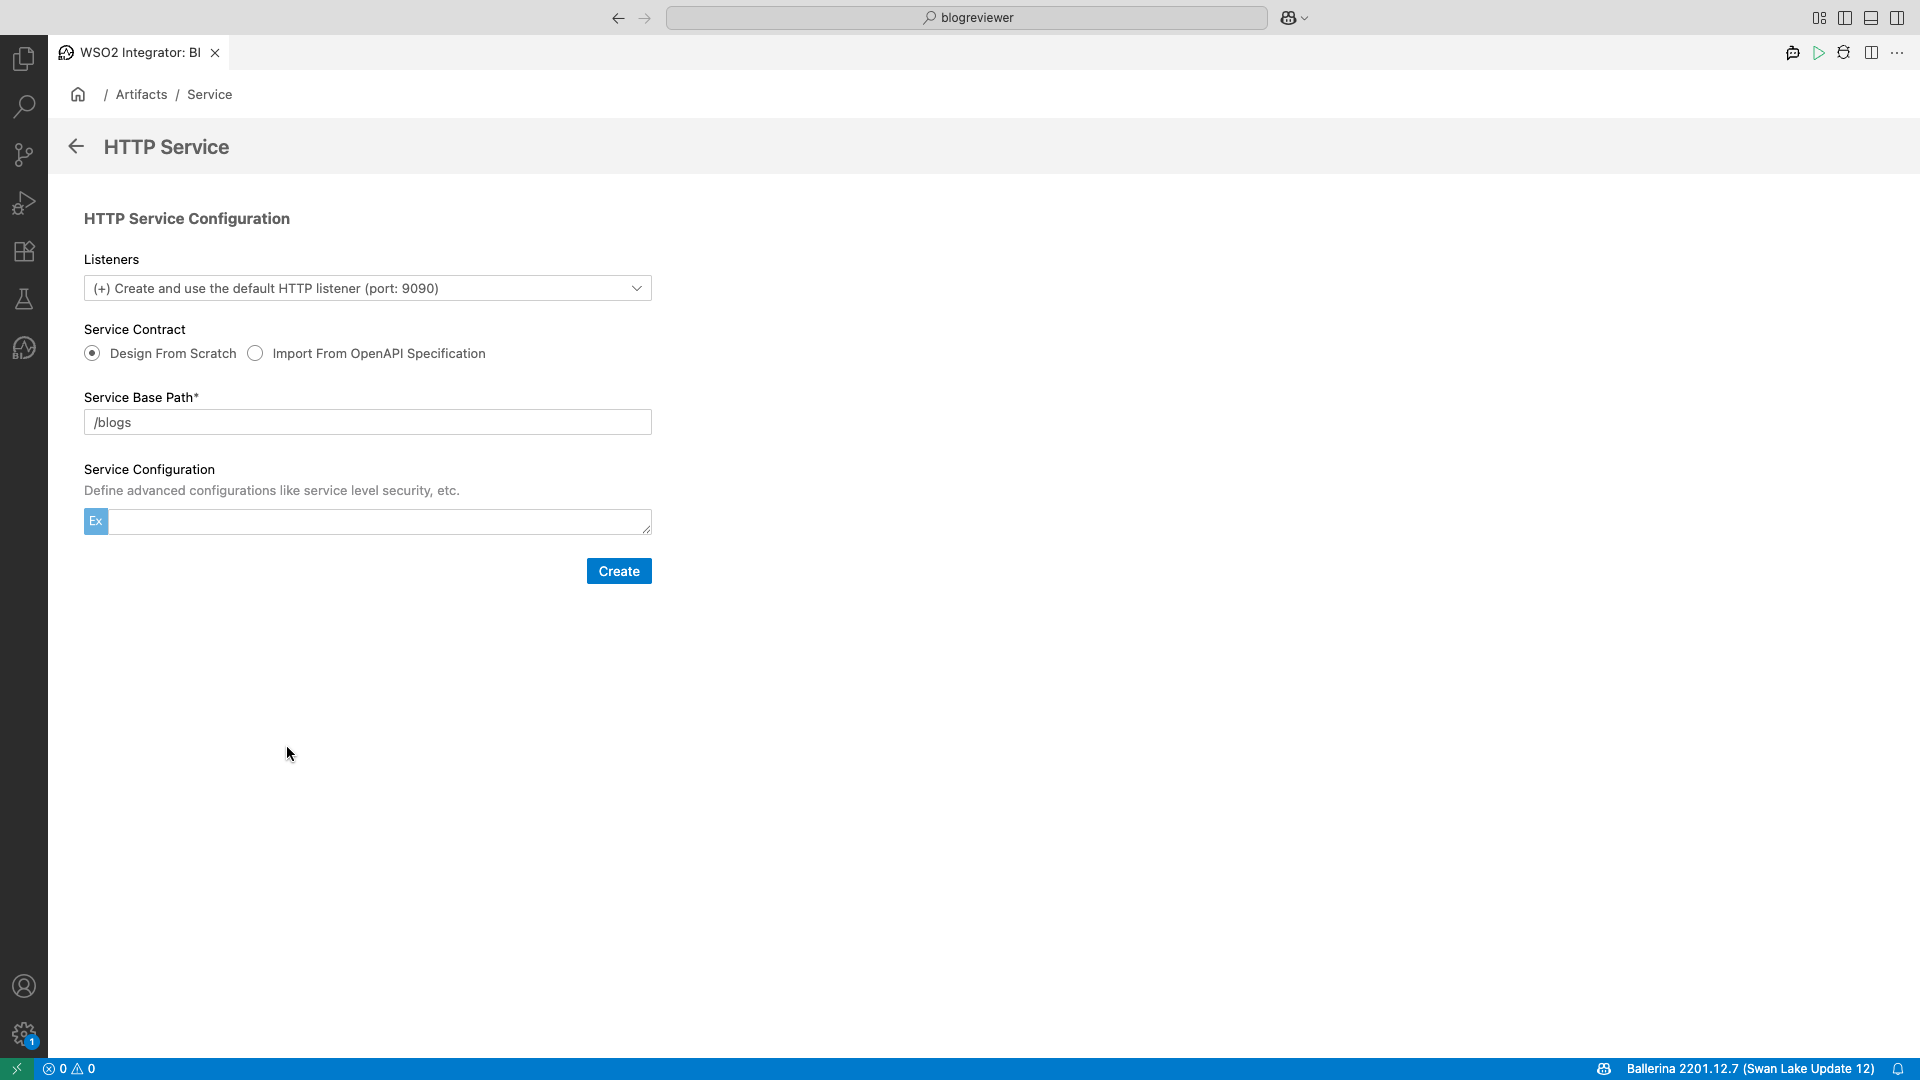 blogreviewer
WSO2 Integrator: BI
/ Artifacts / Service
HTTP Service
HTTP Service Configuration
Listeners
(+) Create and use the default HTTP listener (port: 9090)
Service Contract
Design From Scratch Import From OpenAPI Specification
Service Base Path*
/blogs
Service Configuration
Define advanced configurations like service level security, etc.
Ex
Create
BI
1
0 0 Ballerina 2201.12.7 (Swan Lake Update 12)